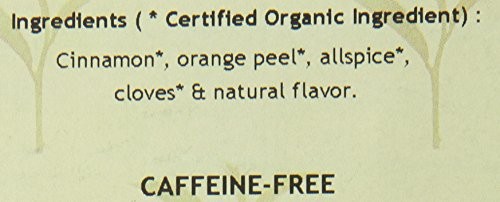 Ingredients ( * Certified Organic Ingredient) :
Cinnamon*, orange peel*, allspice*,
cloves* & natural flavor.
CAFFEINE-FREE